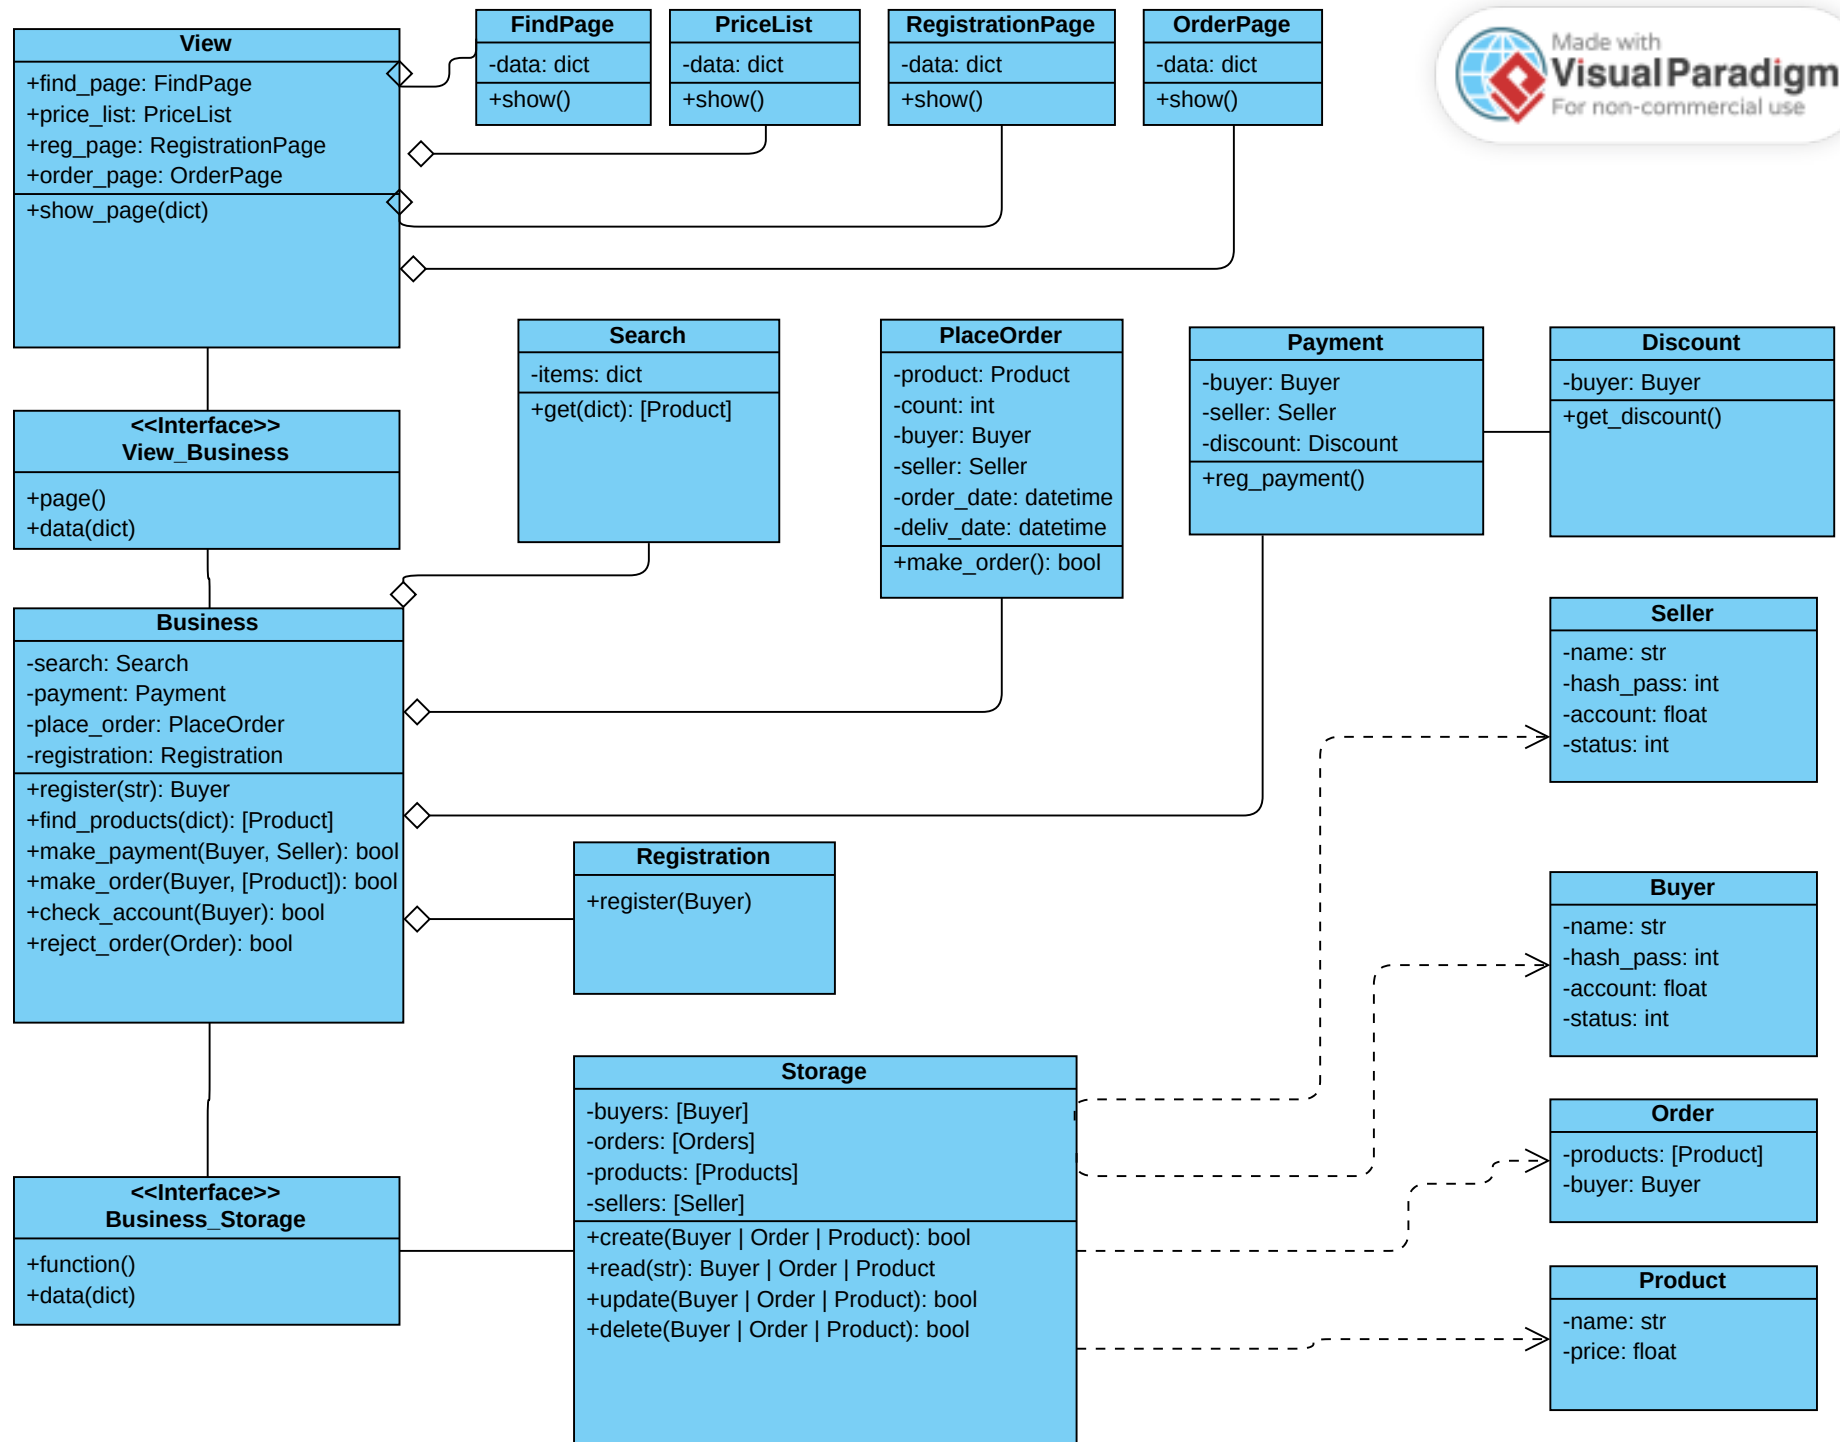 View
+find_page: FindPage
+price_list: PriceList
+reg_page: RegistrationPage
+order_page: OrderPage
+show_page(dict)
FindPage
-data: dict
+show()
PriceList
-data: dict
+show()
RegistrationPage
-data: dict
+show()
OrderPage
-data: dict
+show()
Made with
Visual Paradigm
For non-commercial use
Search
-items: dict
+get(dict): [Product]
PlaceOrder
-product: Product
-count: int
-buyer: Buyer
-seller: Seller
-order_date: datetime
-deliv_date: datetime
+make_order(): bool
Payment
-buyer: Buyer
-seller: Seller
-discount: Discount
+reg_payment()
Discount
-buyer: Buyer
+get_discount()
<<Interface>>
View_Business
+page()
+data(dict)
Business
-search: Search
-payment: Payment
-place_order: PlaceOrder
-registration: Registration
+register(str): Buyer
+find_products(dict): [Product]
+make_payment(Buyer, Seller): bool
+make_order(Buyer, [Product]): bool
+check_account(Buyer): bool
+reject_order(Order): bool
Registration
+register(Buyer)
Seller
-name: str
-hash_pass: int
-account: float
-status: int
Buyer
-name: str
-hash_pass: int
-account: float
-status: int
Storage
-buyers: [Buyer]
-orders: [Orders]
-products: [Products]
-sellers: [Seller]
+create(Buyer | Order | Product): bool
+read(str): Buyer | Order | Product
+update(Buyer | Order | Product): bool
+delete(Buyer | Order | Product): bool
Order
-products: [Product]
-buyer: Buyer
<<Interface>>
Business_Storage
+function()
+data(dict)
Product
-name: str
-price: float